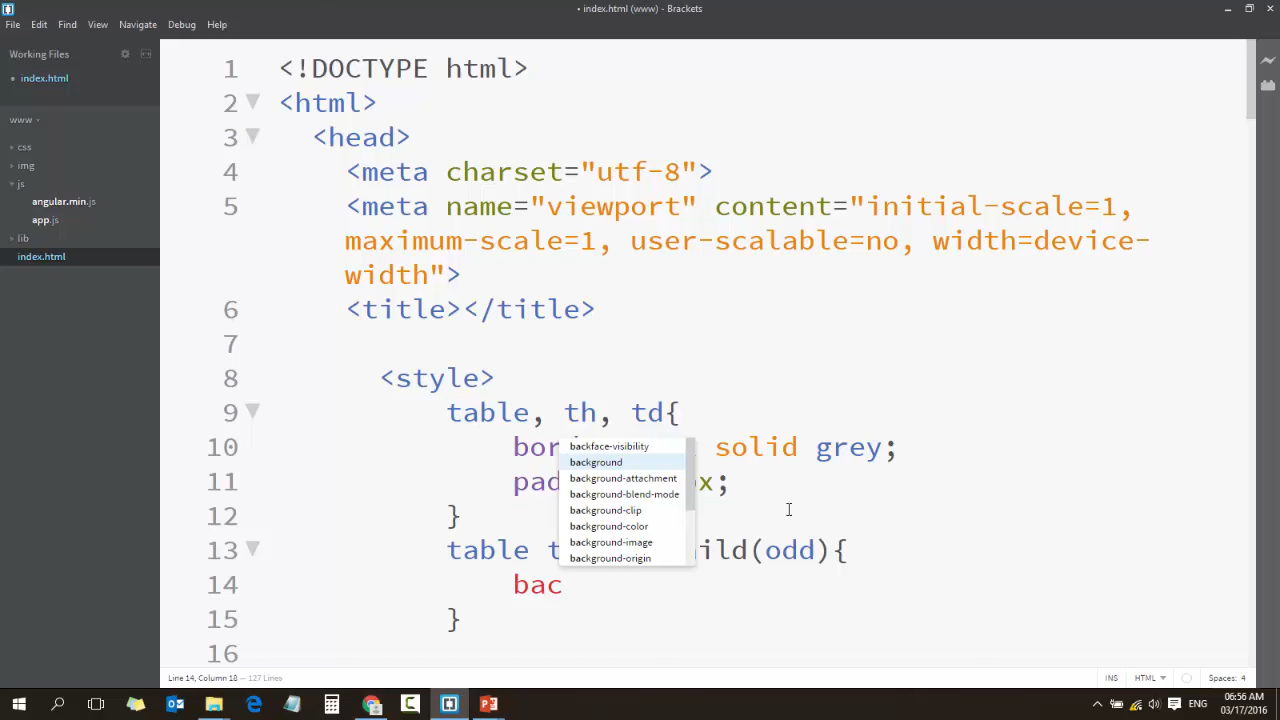 • index.html (www) - Brackets
File Edit Find View Navigate Debug Help
Working Files
• index.html
www
css
img
js
angular.min.js
app.js
lib
index.html
1 <!DOCTYPE html>
2 <html>
3 <head>
4 <meta charset="utf-8">
5 <meta name="viewport" content="initial-scale=1,
maximum-scale=1, user-scalable=no, width=device-
width">
6 <title></title>
7
8 <style>
9 table, th, td{
10 bor solid grey;
11 pad x;
12 }
13 table t ild(odd){
14 bac
15 }
16
backface-visibility
background
background-attachment
background-blend-mode
background-clip
background-color
background-image
background-origin
Line 14, Column 18 — 127 Lines
INS HTML Spaces: 4
ENG
06:56 AM
03/17/2016